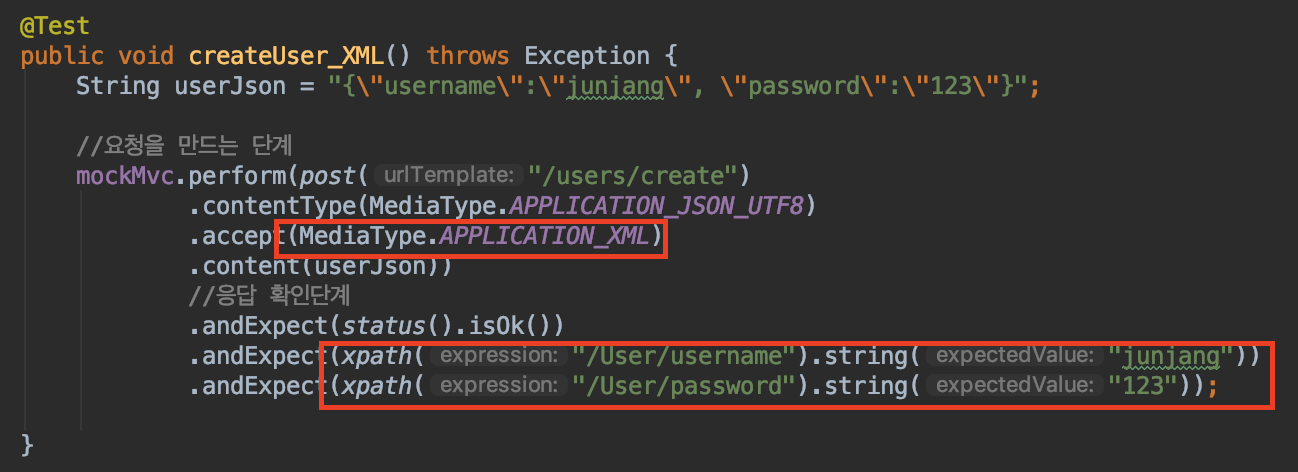 @Test
public void createUser_XML() throws Exception {
String userJson = "{\"username\":\"junjang\", \"password\":\"123\"}";
//요청을 만드는 단계
mockMvc.perform(post( urlTemplate: "/users/create")
.contentType(MediaType.APPLICATION_JSON_UTF8)
.accept(MediaType.APPLICATION_XML)
.content(userJson))
//응답 확인단계
.andExpect(status().isOk())
.andExpect(xpath( expression: "/User/username").string( expectedValue: "junjang"))
.andExpect(xpath( expression: "/User/password").string( expectedValue: "123"));
}